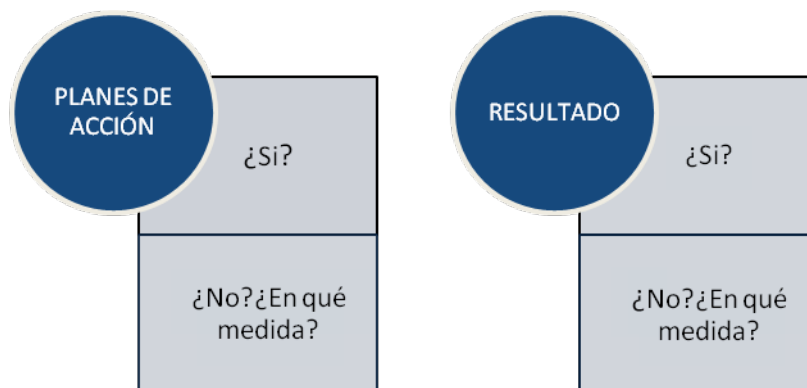 PLANES DE
ACCIÓN
¿Si?
¿No?¿En qué
medida?
RESULTADO
¿Si?
¿No?¿En qué
medida?